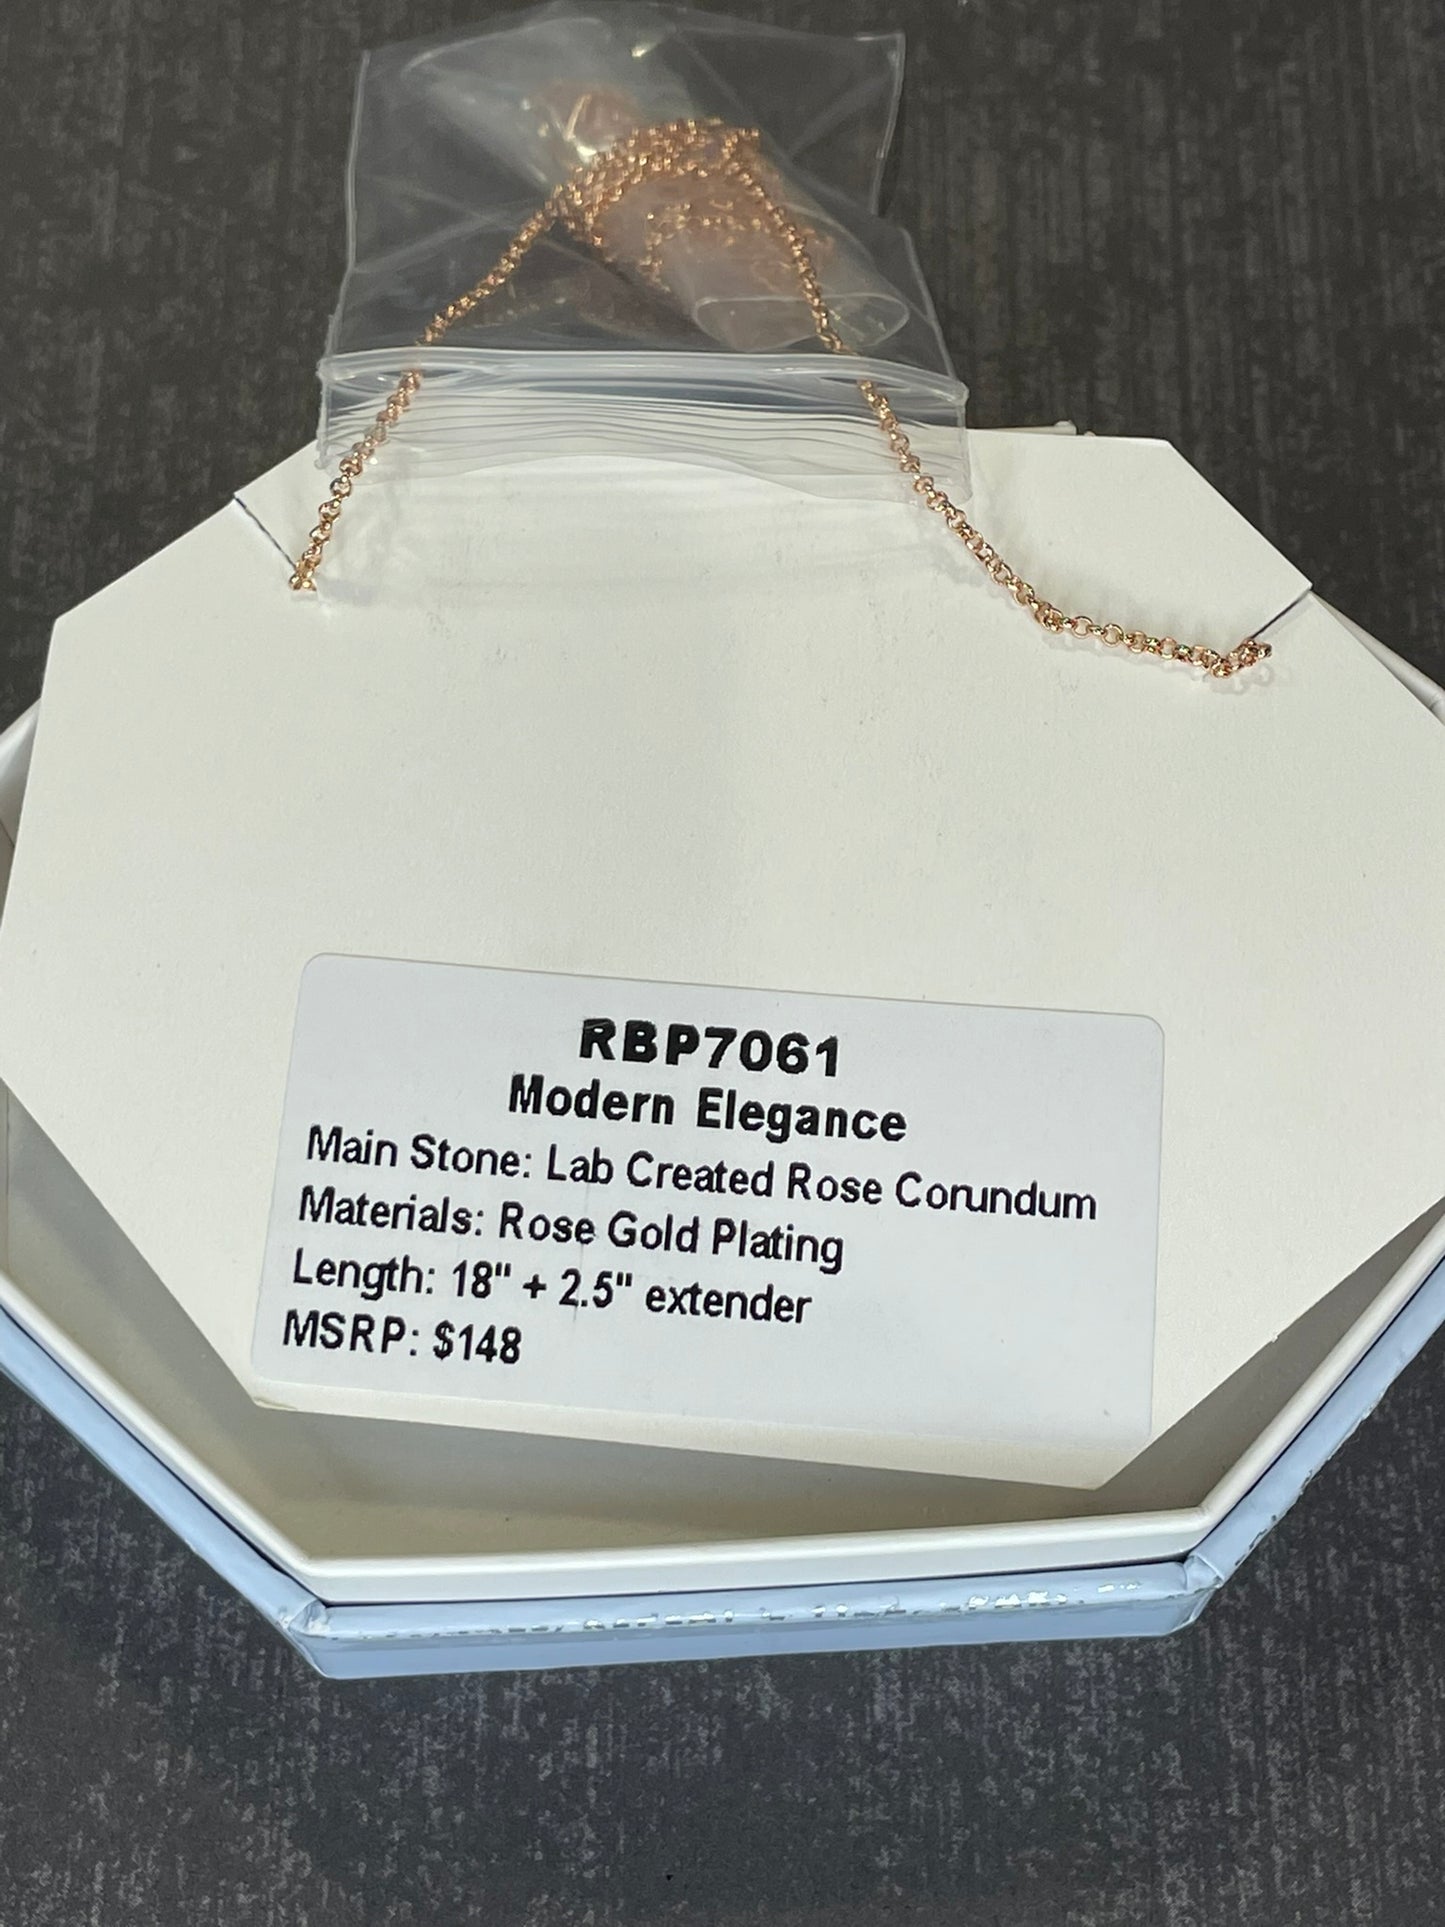 RBP7061
Modern Elegance
Main Stone: Lab Created Rose Corundum
Materials: Rose Gold Plating
Length: 18" + 2.5" extender
MSRP: $148